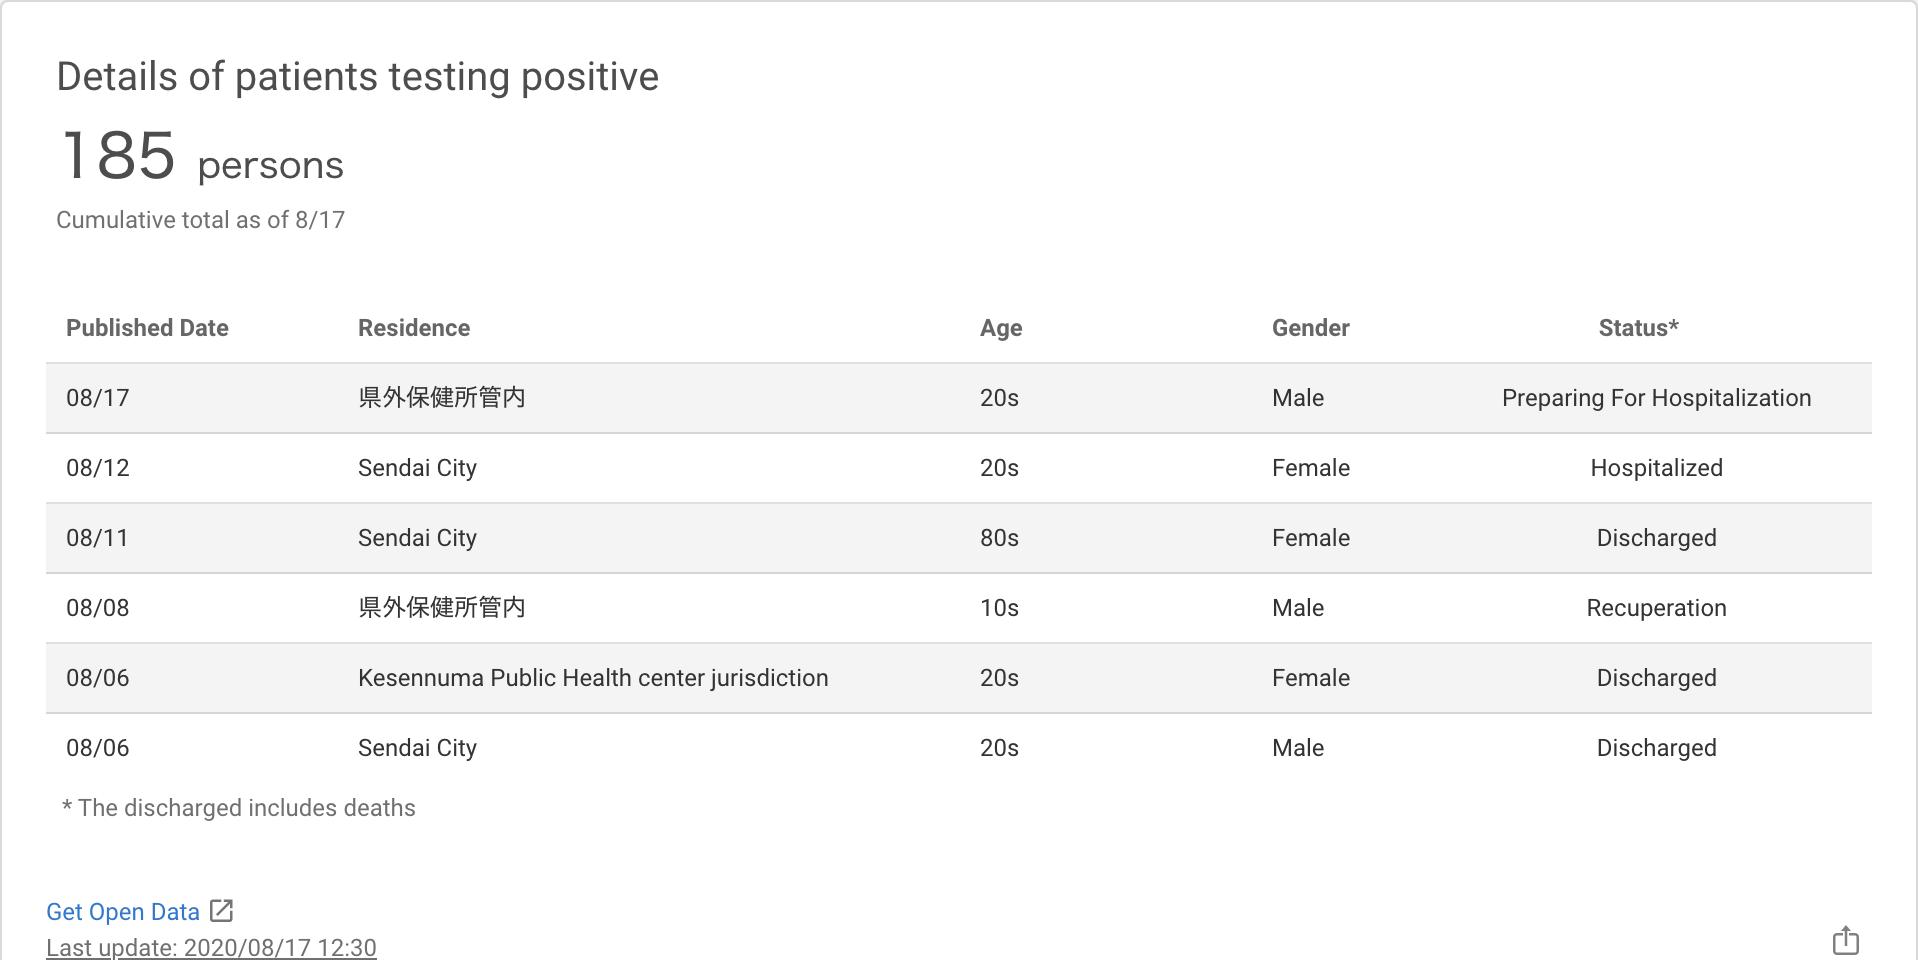 Details of patients testing positive
185 persons
Cumulative total as of 8/17
Published Date Residence Age Gender Status*
08/17 県外保健所管内 20s Male Preparing For Hospitalization
08/12 Sendai City 20s Female Hospitalized
08/11 Sendai City 80s Female Discharged
08/08 県外保健所管内 10s Male Recuperation
08/06 Kesennuma Public Health center jurisdiction 20s Female Discharged
08/06 Sendai City 20s Male Discharged
* The discharged includes deaths
Get Open Data
Last update: 2020/08/17 12:30